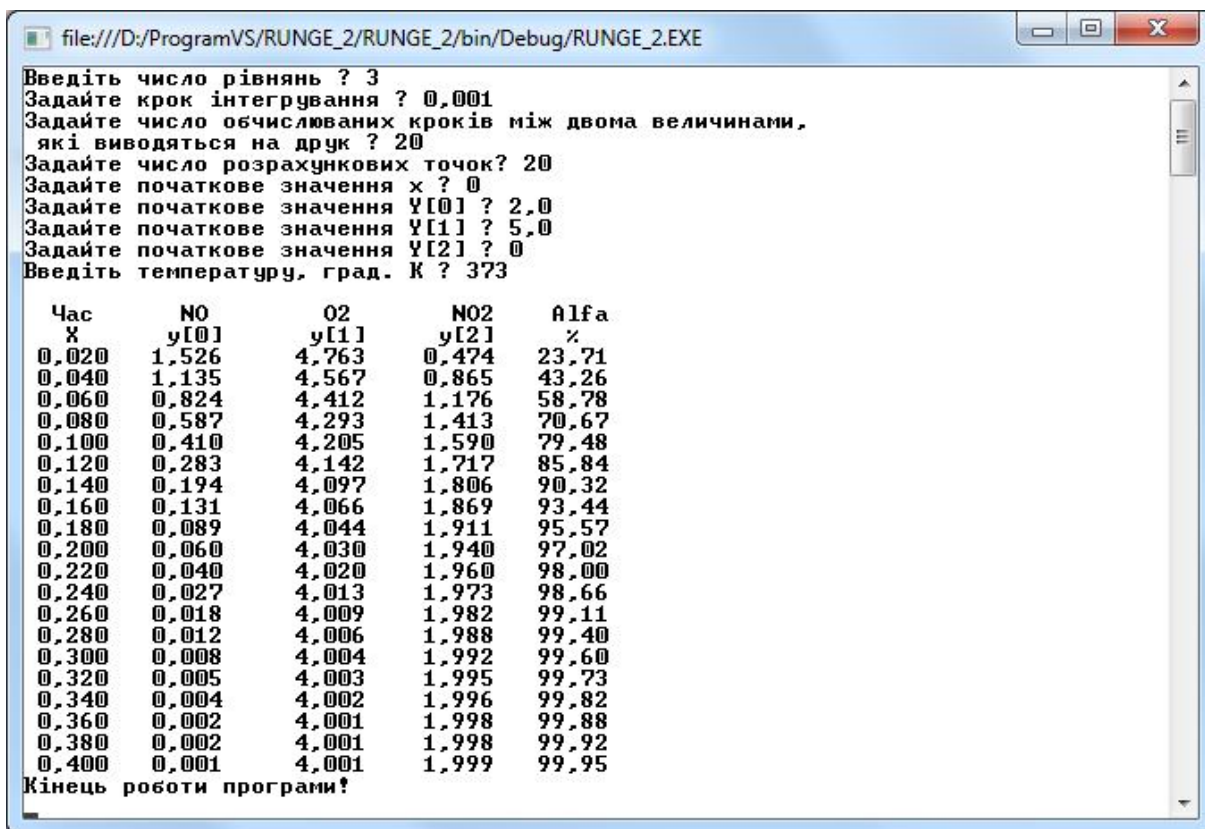 file:///D:/ProgramVS/RUNGE_2/RUNGE_2/bin/Debug/RUNGE_2.EXE
Введіть число рівнянь ? 3
Задайте крок інтегрування ? 0,001
Задайте число обчислюваних кроків між двома величинами,
які виводяться на друк ? 20
Задайте число розрахункових точок? 20
Задайте початкове значення x ? 0
Задайте початкове значення Y[0] ? 2,0
Задайте початкове значення Y[1] ? 5,0
Задайте початкове значення Y[2] ? 0
Введіть температуру, град. К ? 373
Час NO O2 NO2 Alfa
X y[0] y[1] y[2] %
0,020 1,526 4,763 0,474 23,71
0,040 1,135 4,567 0,865 43,26
0,060 0,824 4,412 1,176 58,78
0,080 0,587 4,293 1,413 70,67
0,100 0,410 4,205 1,590 79,48
0,120 0,283 4,142 1,717 85,84
0,140 0,194 4,097 1,806 90,32
0,160 0,131 4,066 1,869 93,44
0,180 0,089 4,044 1,911 95,57
0,200 0,060 4,030 1,940 97,02
0,220 0,040 4,020 1,960 98,00
0,240 0,027 4,013 1,973 98,66
0,260 0,018 4,009 1,982 99,11
0,280 0,012 4,006 1,988 99,40
0,300 0,008 4,004 1,992 99,60
0,320 0,005 4,003 1,995 99,73
0,340 0,004 4,002 1,996 99,82
0,360 0,002 4,001 1,998 99,88
0,380 0,002 4,001 1,998 99,92
0,400 0,001 4,001 1,999 99,95
Кінець роботи програми!